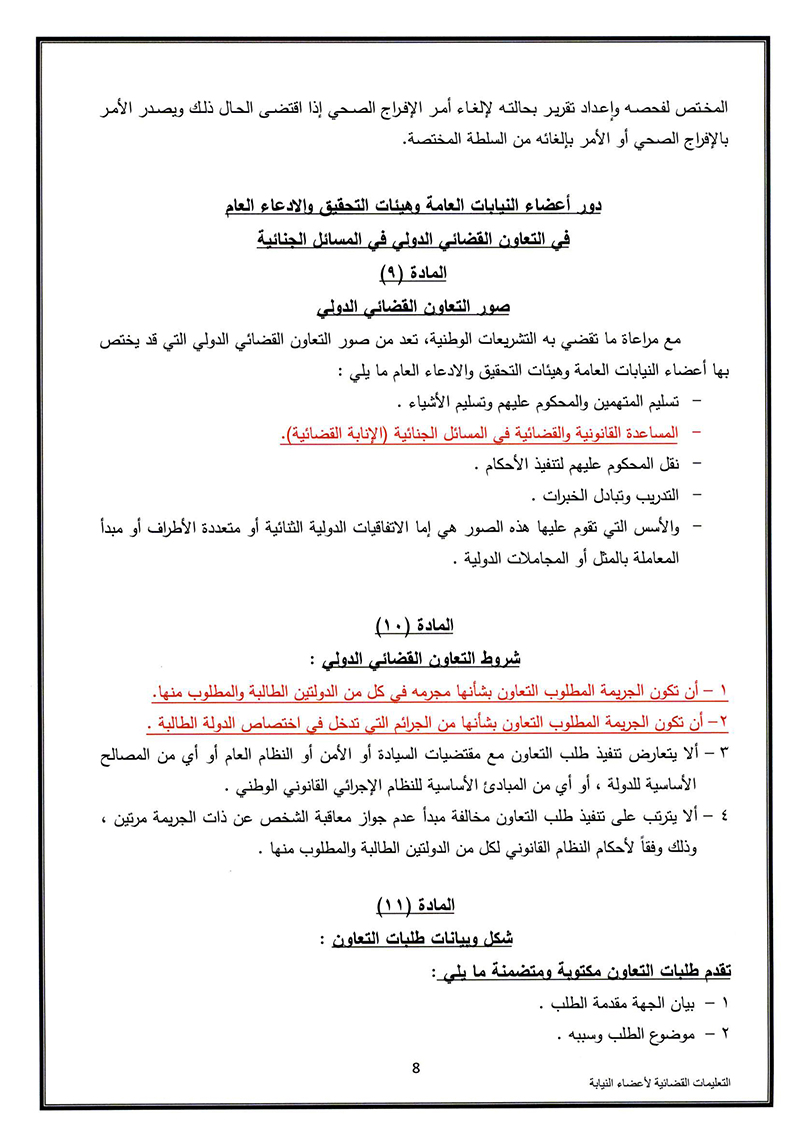 المختص لفحصه وإعداد تقرير بحالته لإلغاء أمر الإفراج الصحي إذا اقتضى الحال ذلك ويصدر الأمر
بالإفراج الصحي أو الأمر بإلغائه من السلطة المختصة.
دور أعضاء النيابات العامة وهيئات التحقيق والادعاء العام
في التعاون القضائي الدولي في المسائل الجنائية
المادة (٩)
صور التعاون القضائي الدولي
مع مراعاة ما تقضي به التشريعات الوطنية، تعد من صور التعاون القضائي الدولي التي قد يختص
بها أعضاء النيابات العامة وهيئات التحقيق والادعاء العام ما يلي :
– تسليم المتهمين والمحكوم عليهم وتسليم الأشياء .
– المساعدة القانونية والقضائية في المسائل الجنائية (الإنابة القضائية).
– نقل المحكوم عليهم لتنفيذ الأحكام .
– التدريب وتبادل الخبرات .
– والأسس التي تقوم عليها هذه الصور هي إما الاتفاقيات الدولية الثنائية أو متعددة الأطراف أو مبدأ
المعاملة بالمثل أو المجاملات الدولية .
المادة (١٠)
شروط التعاون القضائي الدولي :
١ – أن تكون الجريمة المطلوب التعاون بشأنها مجرمه في كل من الدولتين الطالبة والمطلوب منها.
٢– أن تكون الجريمة المطلوب التعاون بشأنها من الجرائم التي تدخل في اختصاص الدولة الطالبة .
٣ – ألا يتعارض تنفيذ طلب التعاون مع مقتضيات السيادة أو الأمن أو النظام العام أو أي من المصالح
الأساسية للدولة ، أو أي من المبادئ الأساسية للنظام الإجرائي القانوني الوطني .
٤ – ألا يترتب على تنفيذ طلب التعاون مخالفة مبدأ عدم جواز معاقبة الشخص عن ذات الجريمة مرتين ،
وذلك وفقاً لأحكام النظام القانوني لكل من الدولتين الطالبة والمطلوب منها .
المادة (١١)
شكل وبيانات طلبات التعاون :
تقدم طلبات التعاون مكتوبة ومتضمنة ما يلي :
١ – بيان الجهة مقدمة الطلب .
٢ – موضوع الطلب وسببه .
8
التعليمات القضائية لأعضاء النيابة